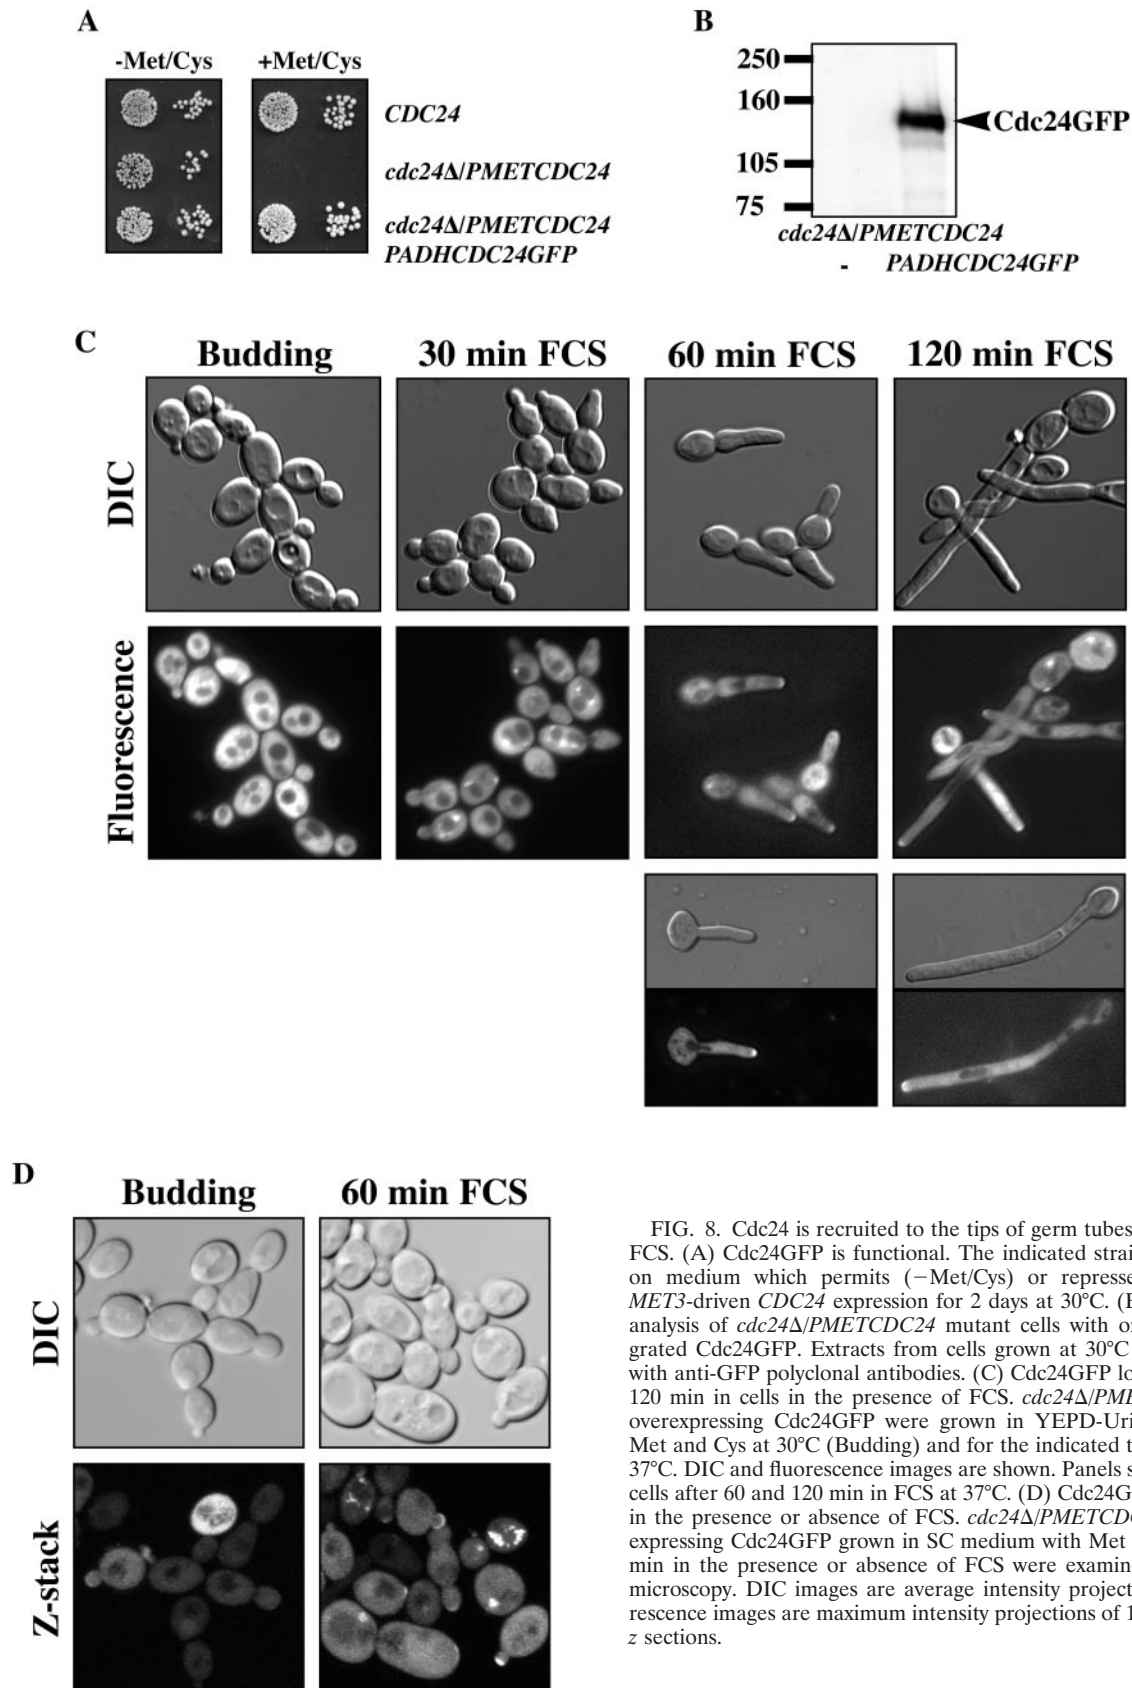 A
-Met/Cys +Met/Cys
CDC24
cdc24Δ/PMETCDC24
cdc24Δ/PMETCDC24
PADHCDC24GFP
B
250
160
105
75
Cdc24GFP
cdc24Δ/PMETCDC24
- PADHCDC24GFP
C
Budding 30 min FCS 60 min FCS 120 min FCS
DIC
Fluorescence
D
Budding 60 min FCS
DIC
Z-stack
FIG. 8. Cdc24 is recruited to the tips of germ tubes
FCS. (A) Cdc24GFP is functional. The indicated strai
on medium which permits (−Met/Cys) or represse
MET3-driven CDC24 expression for 2 days at 30°C. (B
analysis of cdc24Δ/PMETCDC24 mutant cells with o
grated Cdc24GFP. Extracts from cells grown at 30°C
with anti-GFP polyclonal antibodies. (C) Cdc24GFP lo
120 min in cells in the presence of FCS. cdc24Δ/PME
overexpressing Cdc24GFP were grown in YEPD-Uri
Met and Cys at 30°C (Budding) and for the indicated t
37°C. DIC and fluorescence images are shown. Panels s
cells after 60 and 120 min in FCS at 37°C. (D) Cdc24G
in the presence or absence of FCS. cdc24Δ/PMETCD
expressing Cdc24GFP grown in SC medium with Met
min in the presence or absence of FCS were examin
microscopy. DIC images are average intensity project
rescence images are maximum intensity projections of 1
z sections.